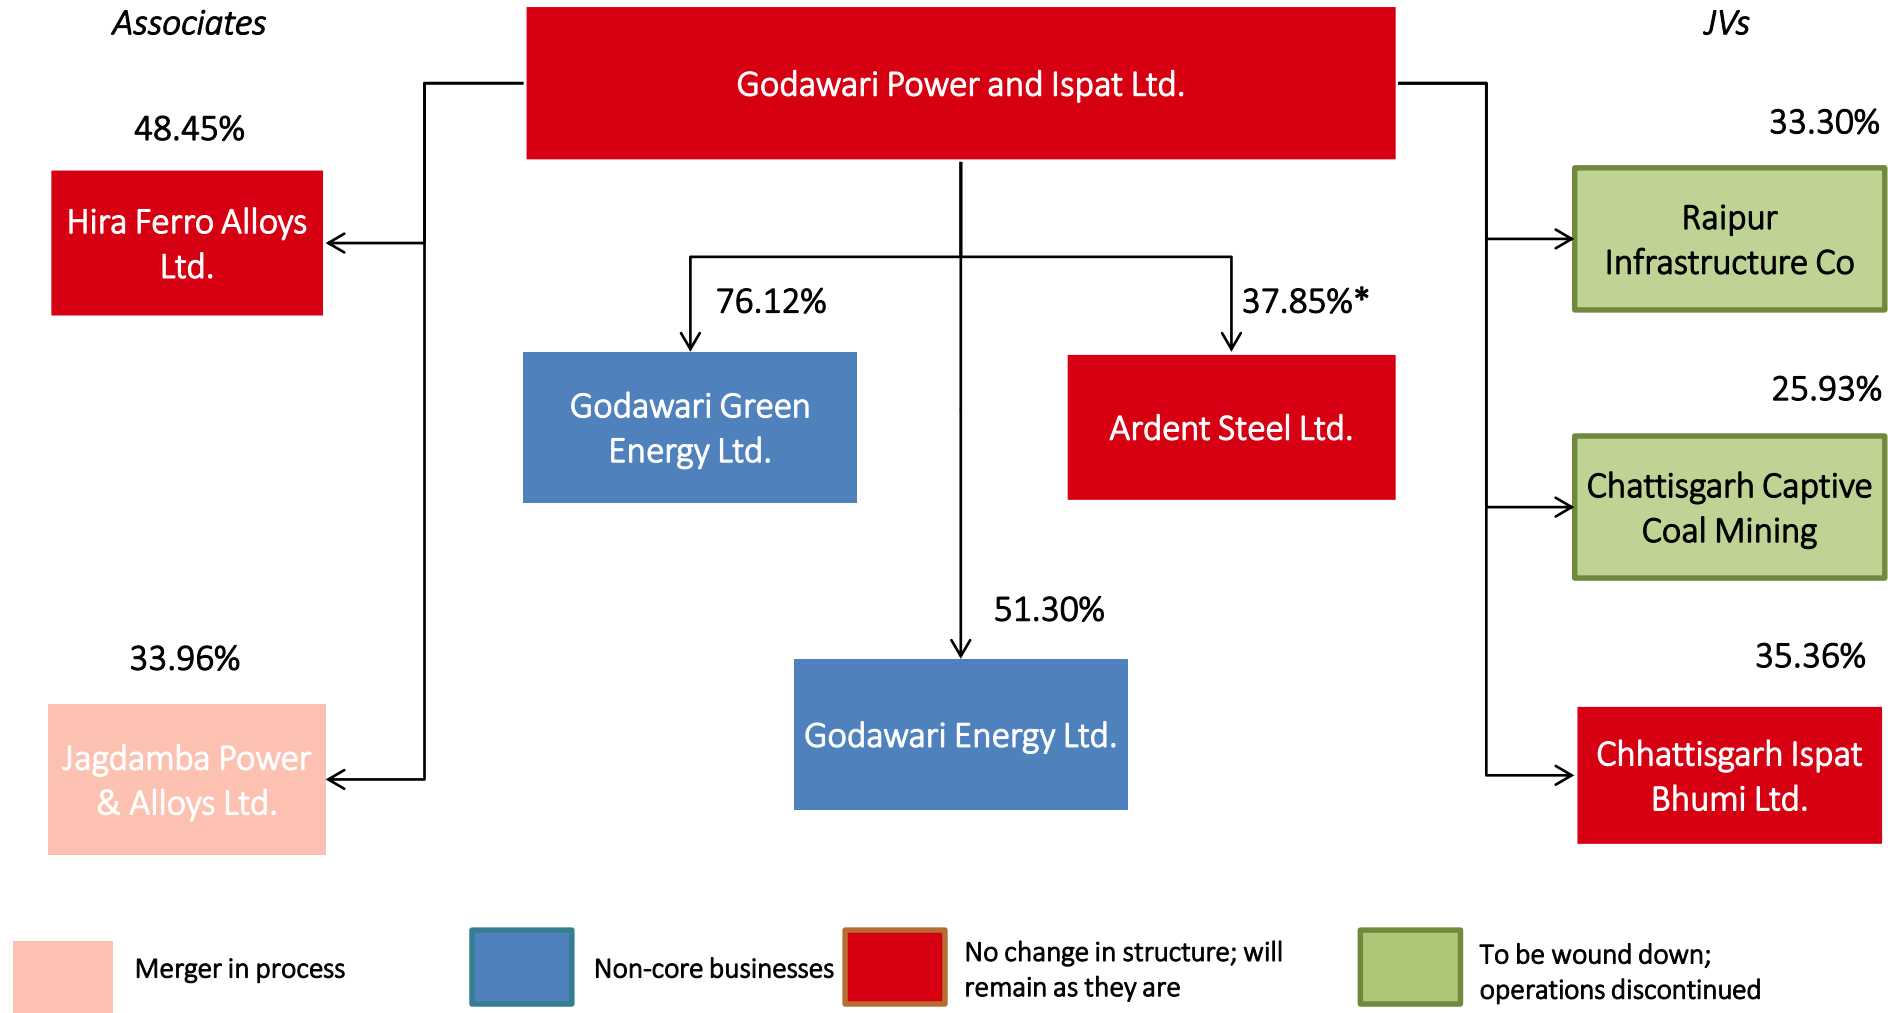 Associates
JVs
Godawari Power and Ispat Ltd.
48.45%
33.30%
Hira Ferro Alloys
Ltd.
Raipur
Infrastructure Co
76.12%
37.85%*
Godawari Green
Energy Ltd.
Ardent Steel Ltd.
25.93%
Chattisgarh Captive
Coal Mining
51.30%
33.96%
35.36%
Jagdamba Power
& Alloys Ltd.
Godawari Energy Ltd.
Chhattisgarh Ispat
Bhumi Ltd.
Merger in process
Non-core businesses
No change in structure; will
remain as they are
To be wound down;
operations discontinued